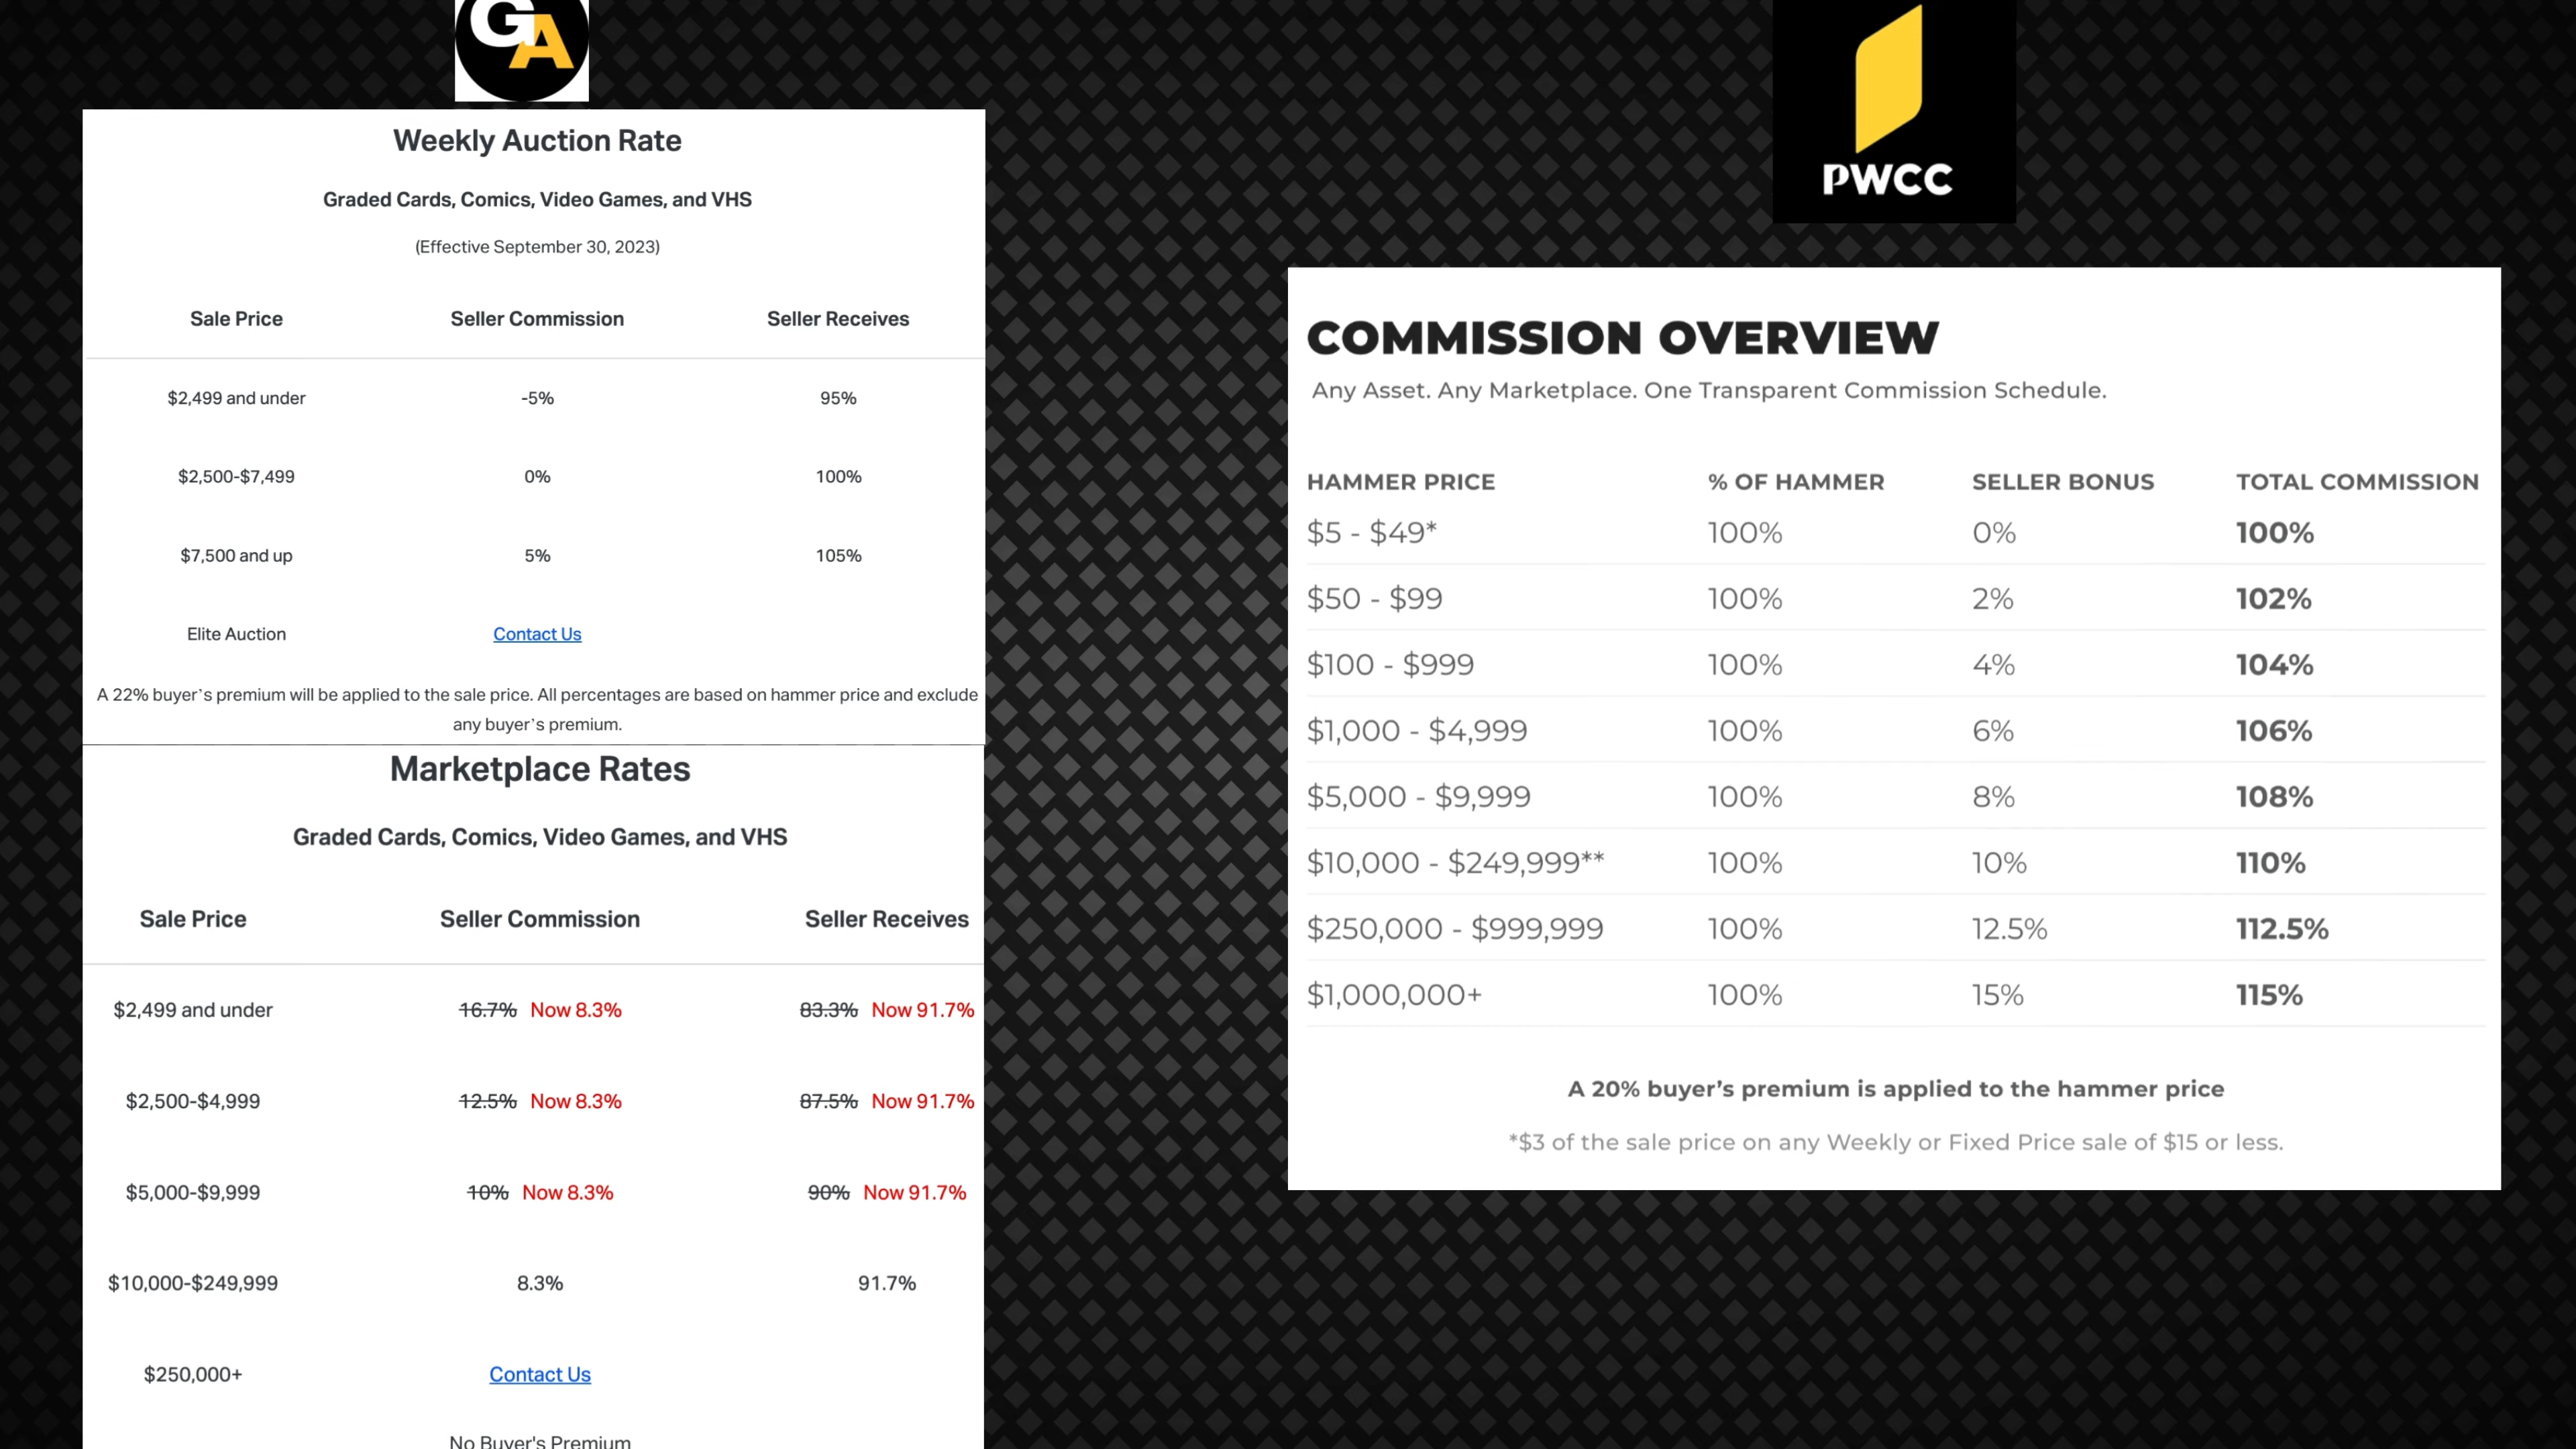 GA
Weekly Auction Rate
Graded Cards, Comics, Video Games, and VHS
(Effective September 30, 2023)
Sale Price Seller Commission Seller Receives
$2,499 and under -5% 95%
$2,500-$7,499 0% 100%
$7,500 and up 5% 105%
Elite Auction Contact Us
A 22% buyer's premium will be applied to the sale price. All percentages are based on hammer price and exclude
any buyer's premium.
Marketplace Rates
Graded Cards, Comics, Video Games, and VHS
Sale Price Seller Commission Seller Receives
$2,499 and under 16.7% Now 8.3% 83.3% Now 91.7%
$2,500-$4,999 12.5% Now 8.3% 87.5% Now 91.7%
$5,000-$9,999 10% Now 8.3% 90% Now 91.7%
$10,000-$249,999 8.3% 91.7%
$250,000+ Contact Us
No Buyer's Premium
PWCC
COMMISSION OVERVIEW
Any Asset. Any Marketplace. One Transparent Commission Schedule.
HAMMER PRICE % OF HAMMER SELLER BONUS TOTAL COMMISSION
$5 - $49* 100% 0% 100%
$50 - $99 100% 2% 102%
$100 - $999 100% 4% 104%
$1,000 - $4,999 100% 6% 106%
$5,000 - $9,999 100% 8% 108%
$10,000 - $249,999** 100% 10% 110%
$250,000 - $999,999 100% 12.5% 112.5%
$1,000,000+ 100% 15% 115%
A 20% buyer's premium is applied to the hammer price
*$3 of the sale price on any Weekly or Fixed Price sale of $15 or less.